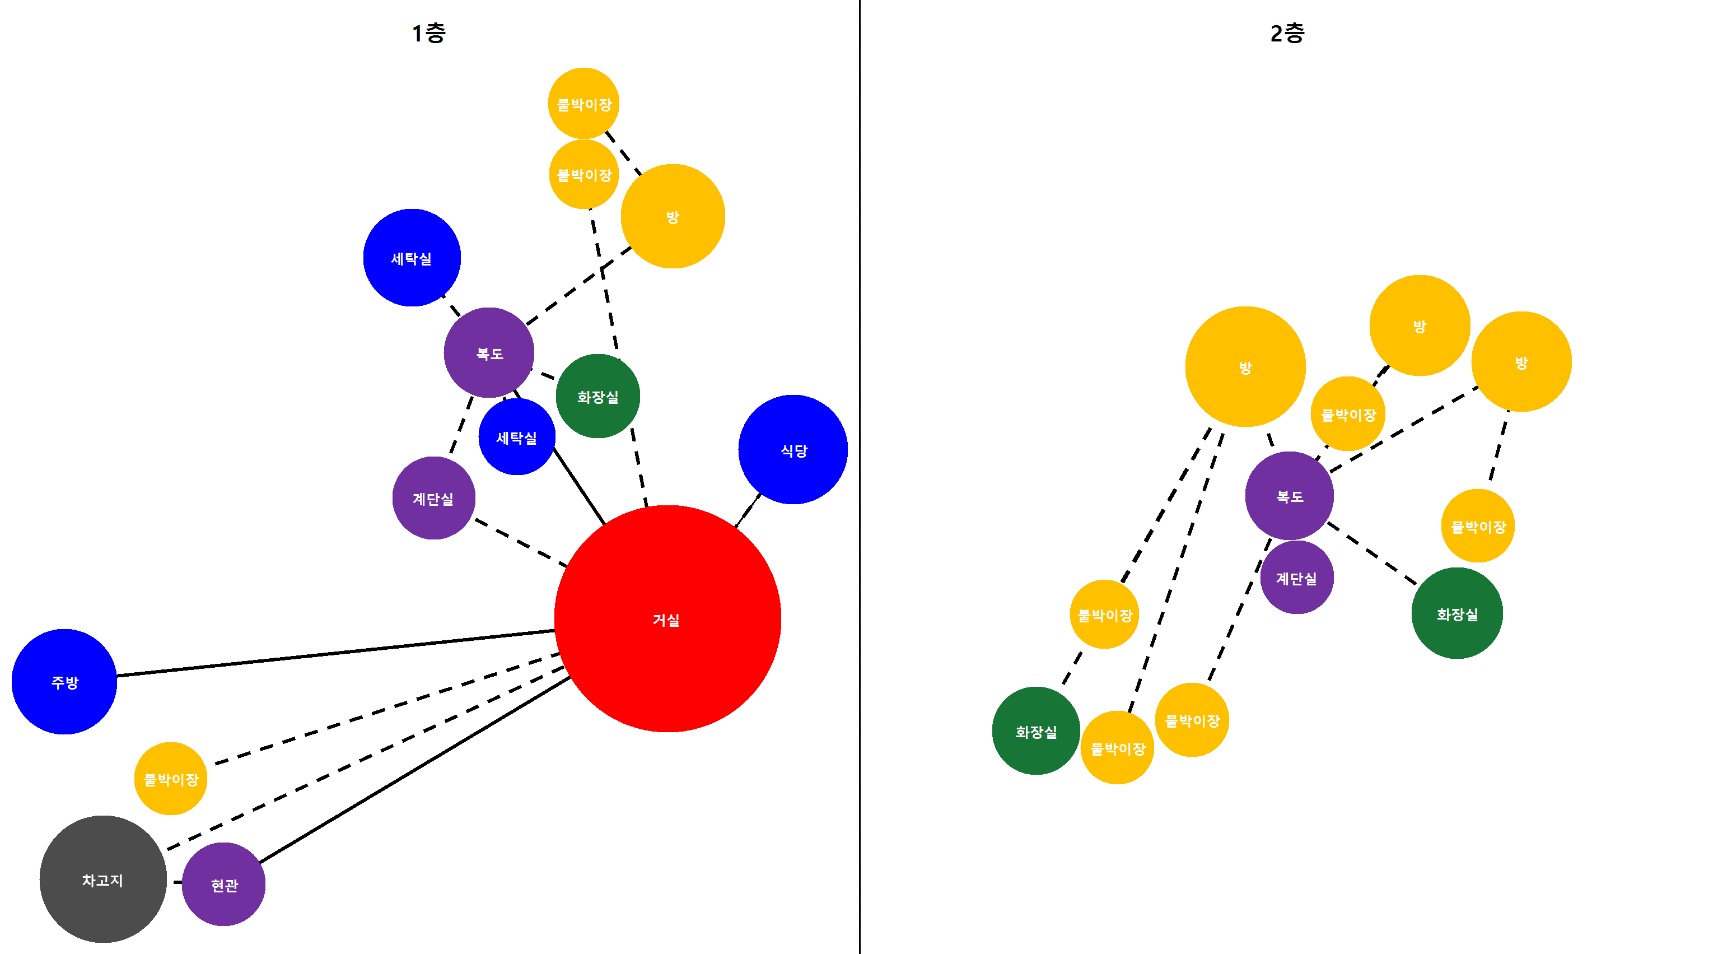 1층
붙박이장
붙박이장
방
세탁실
복도
화장실
세탁실
식당
계단실
거실
주방
붙박이장
차고지
현관
2층
방
방
방
붙박이장
복도
붙박이장
계단실
붙박이장
화장실
화장실
붙박이장
붙박이장